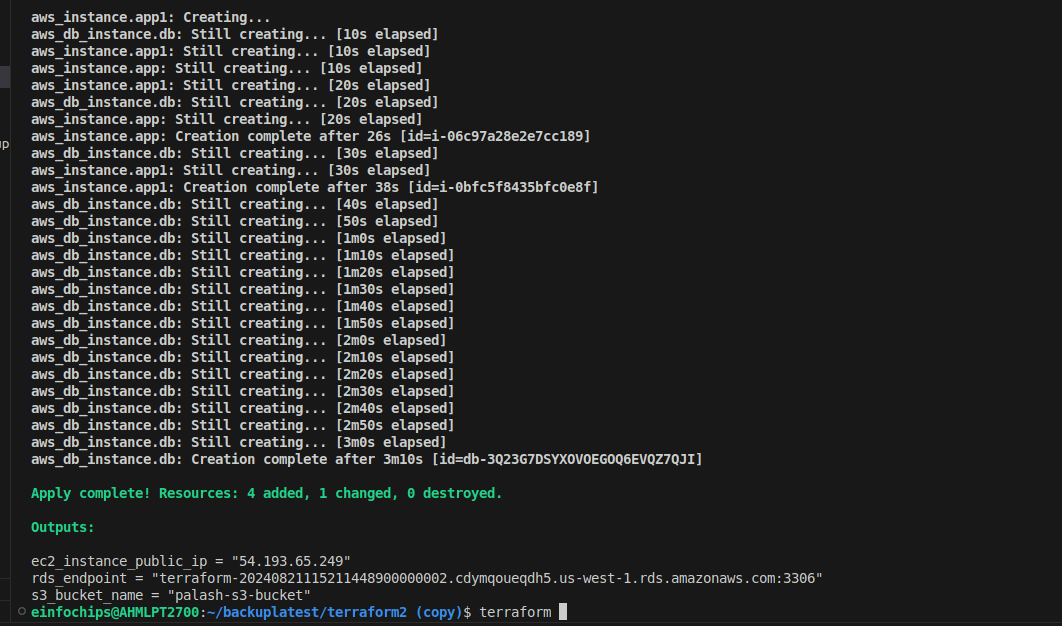 aws_instance.app1: Creating...
aws_db_instance.db: Still creating... [10s elapsed]
aws_instance.app1: Still creating... [10s elapsed]
aws_instance.app: Still creating... [10s elapsed]
aws_instance.app1: Still creating... [20s elapsed]
aws_db_instance.db: Still creating... [20s elapsed]
aws_instance.app: Still creating... [20s elapsed]
aws_instance.app: Creation complete after 26s [id=i-06c97a28e2e7cc189]
up
aws_db_instance.db: Still creating... [30s elapsed]
aws_instance.app1: Still creating... [30s elapsed]
aws_instance.app1: Creation complete after 38s [id=i-0bfc5f8435bfc0e8f]
aws_db_instance.db: Still creating... [40s elapsed]
aws_db_instance.db: Still creating... [50s elapsed]
aws_db_instance.db: Still creating... [1m0s elapsed]
aws_db_instance.db: Still creating... [1m10s elapsed]
aws_db_instance.db: Still creating... [1m20s elapsed]
aws_db_instance.db: Still creating... [1m30s elapsed]
aws_db_instance.db: Still creating... [1m40s elapsed]
aws_db_instance.db: Still creating... [1m50s elapsed]
aws_db_instance.db: Still creating... [2m0s elapsed]
aws_db_instance.db: Still creating... [2m10s elapsed]
aws_db_instance.db: Still creating... [2m20s elapsed]
aws_db_instance.db: Still creating... [2m30s elapsed]
aws_db_instance.db: Still creating... [2m40s elapsed]
aws_db_instance.db: Still creating... [2m50s elapsed]
aws_db_instance.db: Still creating... [3m0s elapsed]
aws_db_instance.db: Creation complete after 3m10s [id=db-3Q23G7DSYXOVOEGOQ6EVQZ7QJI]
Apply complete! Resources: 4 added, 1 changed, 0 destroyed.
Outputs:
ec2_instance_public_ip = "54.193.65.249"
rds_endpoint = "terraform-20240821115211448900000002.cdymqoueqdh5.us-west-1.rds.amazonaws.com:3306"
s3_bucket_name = "palash-s3-bucket"
einfochips@AHMLPT2700:~/backuplatest/terraform2 (copy)$ terraform